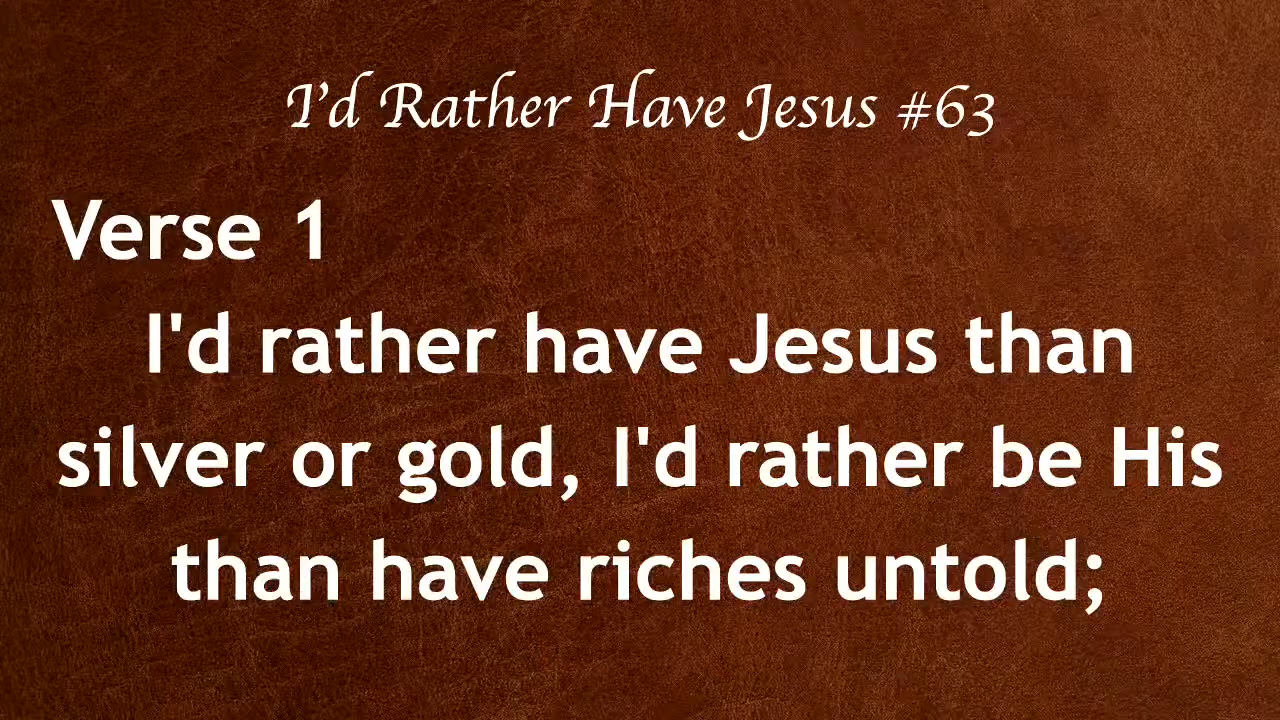 I'd Rather Have Jesus #63
Verse 1
I'd rather have Jesus than
silver or gold, I'd rather be His
than have riches untold;